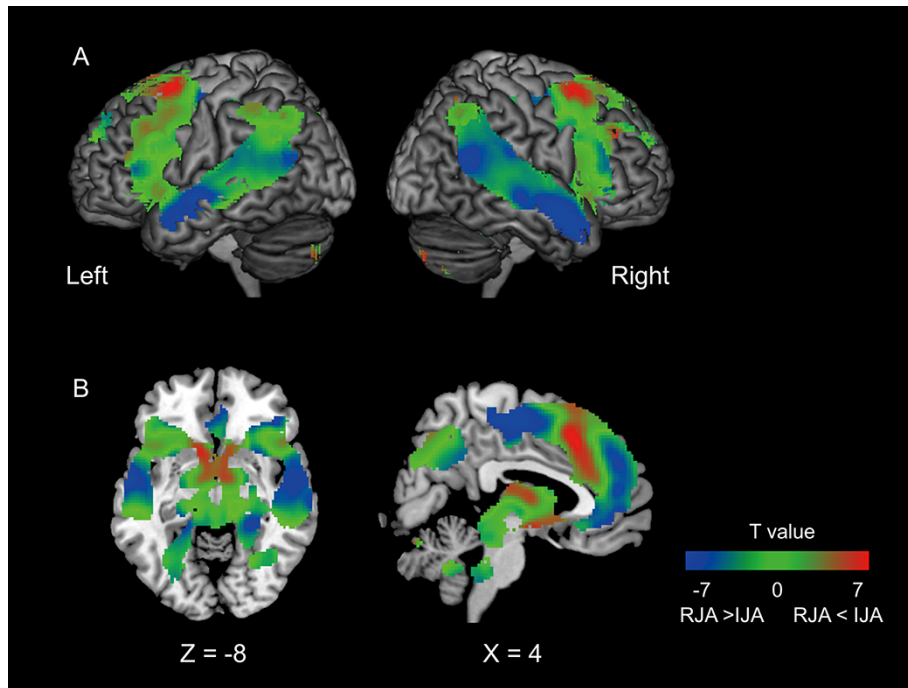 A
Left
Right
B
T value
-7 0 7
RJA >IJA RJA < IJA
Z = -8
X = 4